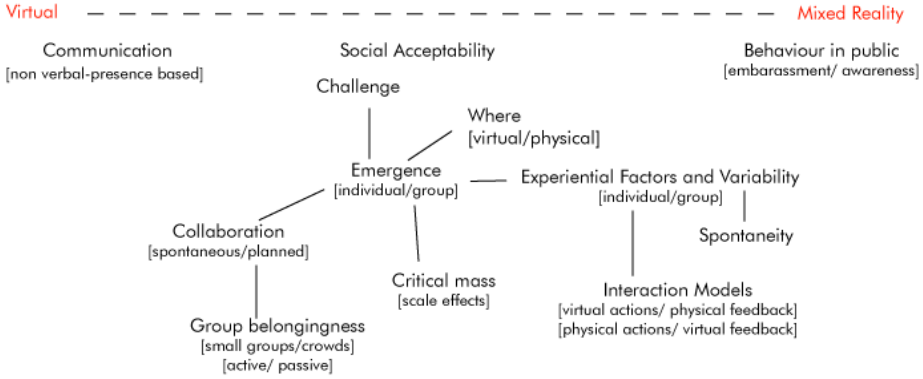 Virtual
Mixed Reality
Communication
[non verbal-presence based]
Social Acceptability
Behaviour in public
[embarassment/ awareness]
Challenge
Where
[virtual/physical]
Emergence
[individual/group]
Experiential Factors and Variability
[individual/group]
Collaboration
[spontaneous/planned]
Spontaneity
Critical mass
[scale effects]
Interaction Models
[virtual actions/ physical feedback]
[physical actions/ virtual feedback]
Group belongingness
[small groups/crowds]
[active/ passive]